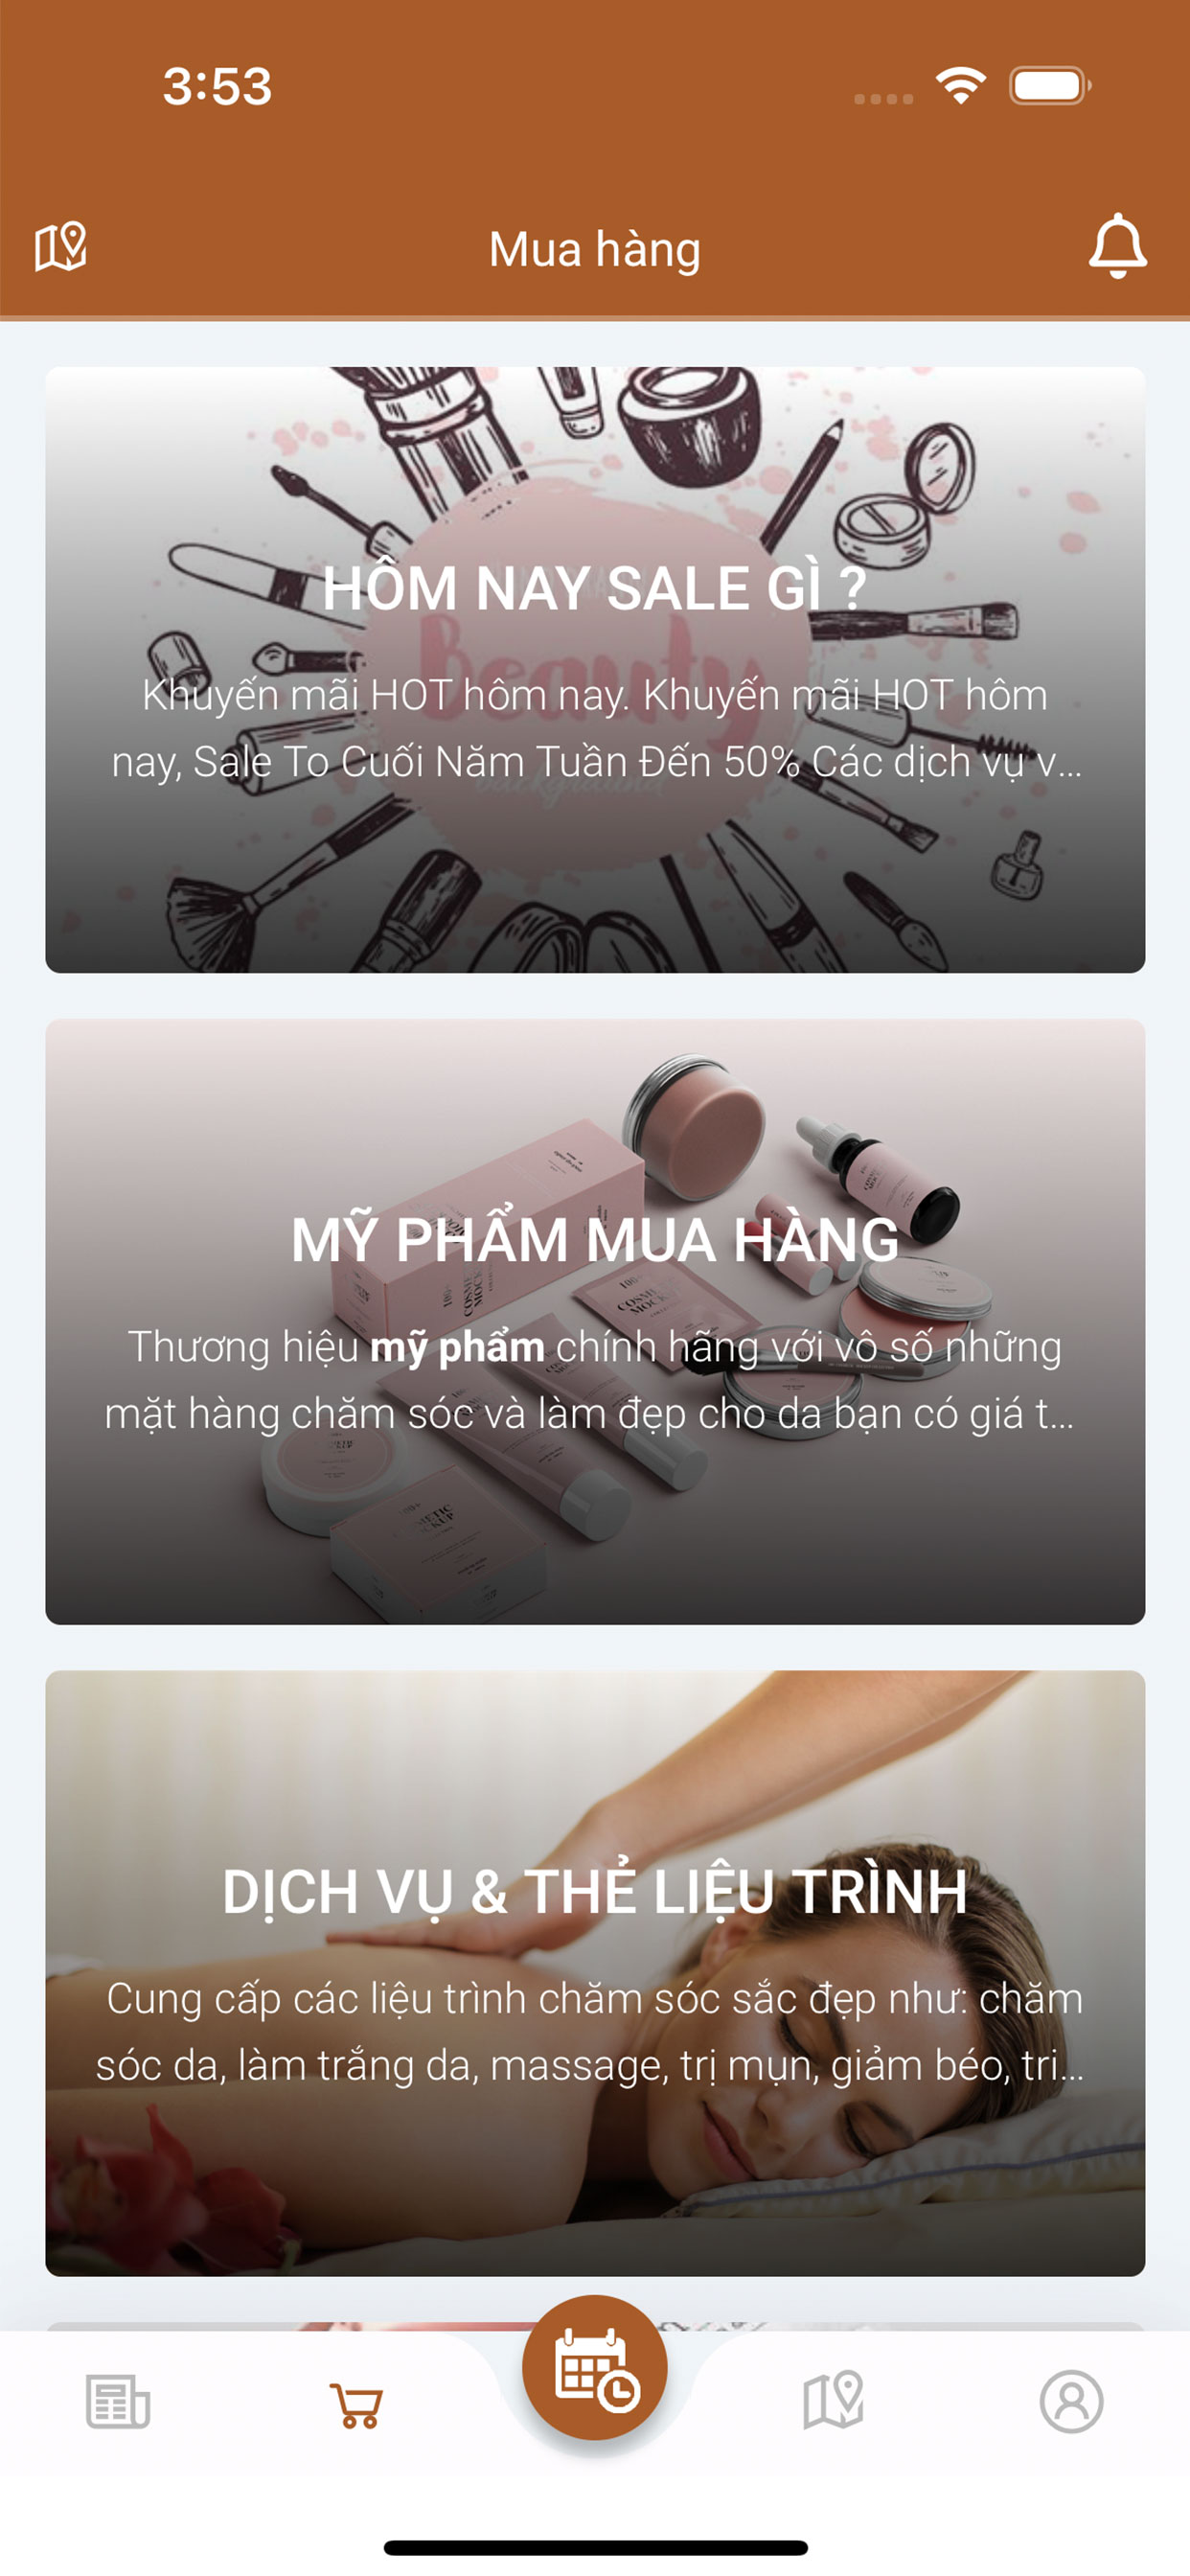 3:53
Mua hàng
HÔM NAY SALE GÌ ?
Beauty
background
Khuyến mãi HOT hôm nay. Khuyến mãi HOT hôm
nay, Sale To Cuối Năm Tuần Đến 50% Các dịch vụ v...
MỸ PHẨM MUA HÀNG
Thương hiệu mỹ phẩm chính hãng với vô số những
mặt hàng chăm sóc và làm đẹp cho da bạn có giá t...
DỊCH VỤ & THẺ LIỆU TRÌNH
Cung cấp các liệu trình chăm sóc sắc đẹp như: chăm
sóc da, làm trắng da, massage, trị mụn, giảm béo, tri...